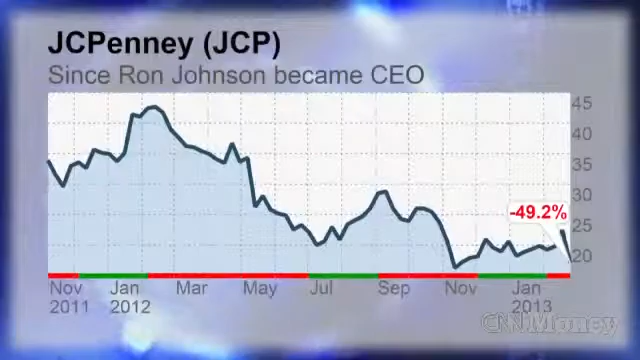 JCPenney (JCP)
Since Ron Johnson became CEO
45
40
35
30
-49.2%
25
20
Nov Jan Mar May Jul Sep Nov Jan
2011 2012 2013
CNNMoney